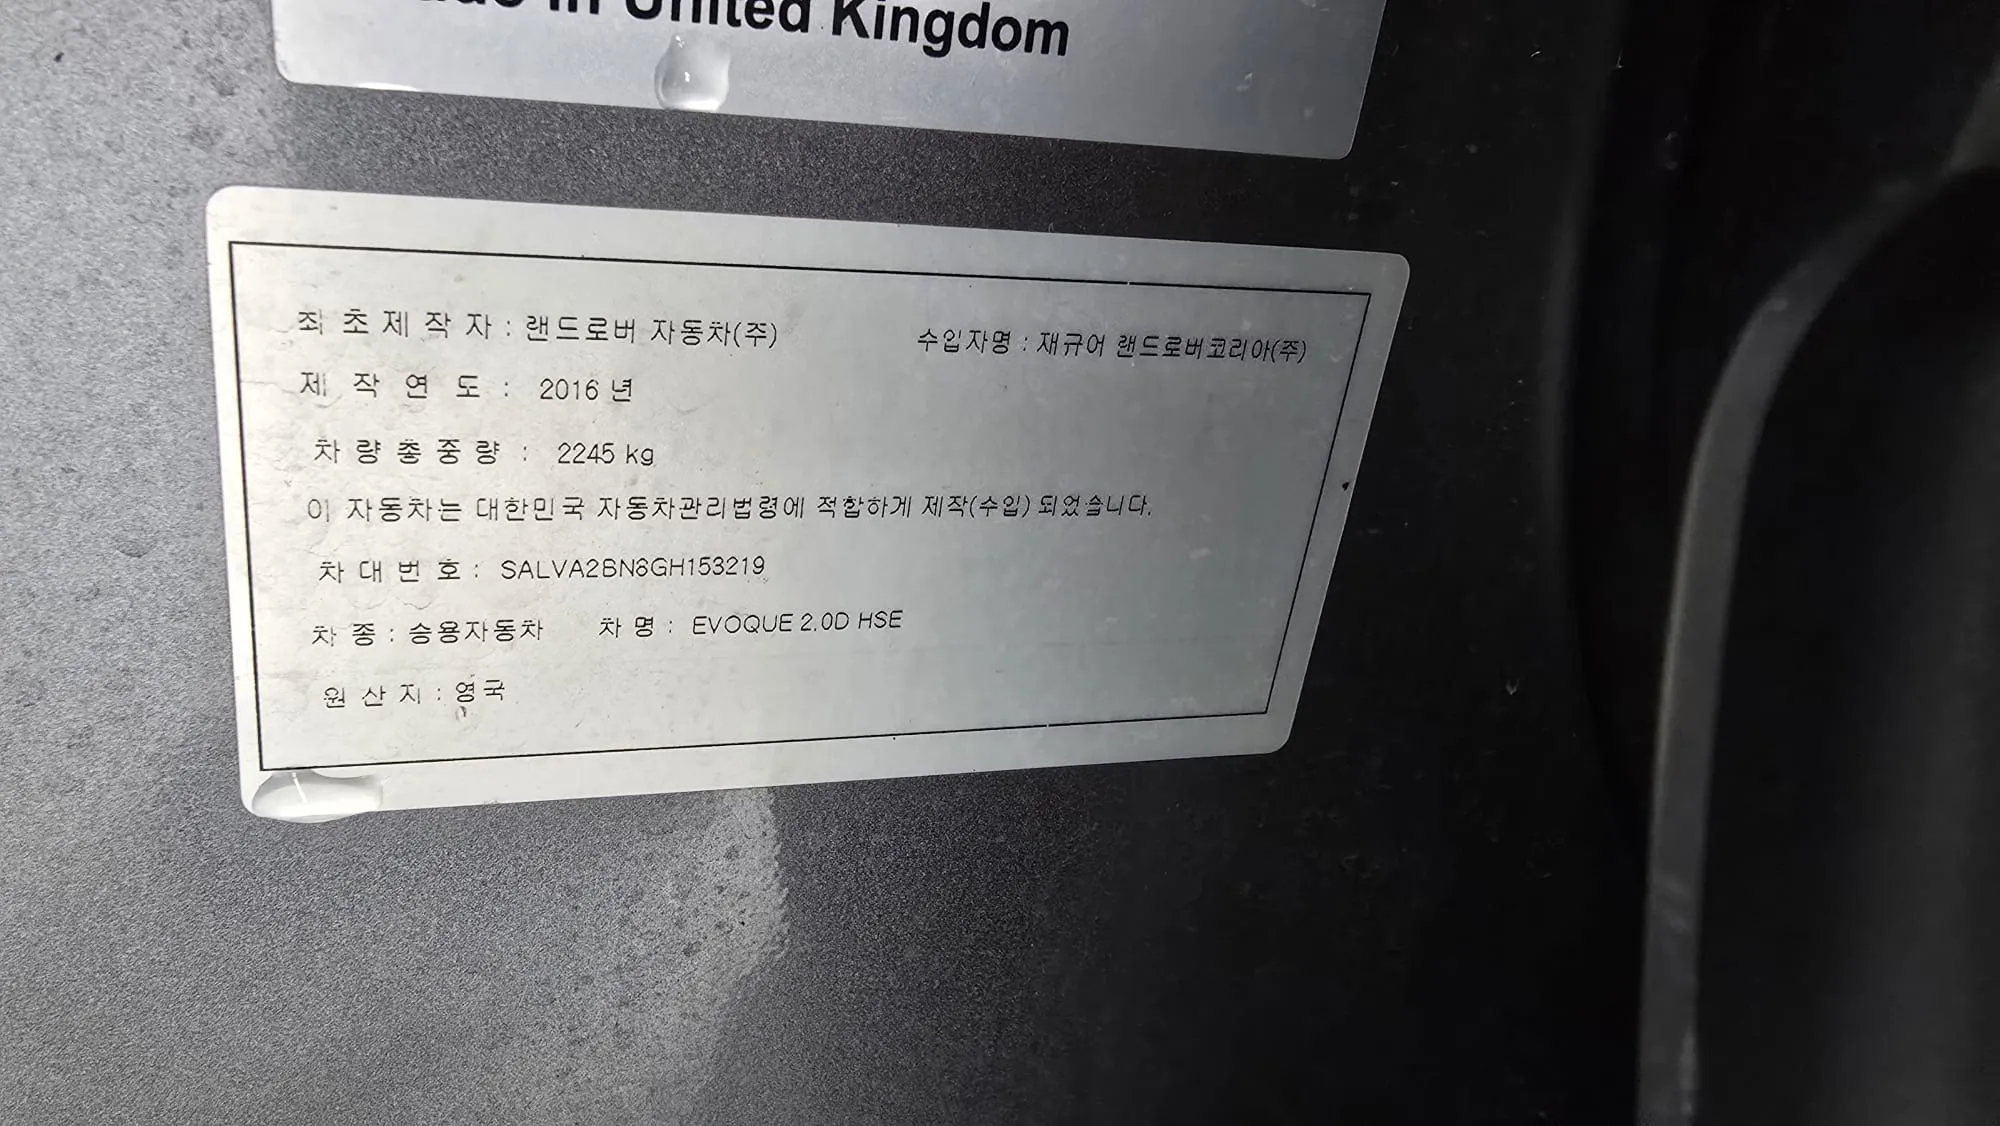 in United Kingdom
최초제작자 : 랜드로버 자동차(주) 수입자명 : 재규어 랜드로버코리아(주)
제 작 연 도 : 2016 년
차량총중량 : 2245 kg
이 자동차는 대한민국 자동차관리법령에 적합하게 제작(수입) 되었습니다.
차대번호 : SALVA2BN8GH153219
차 종 : 승용자동차 차 명 : EVOQUE 2.0D HSE
원산지 : 영국